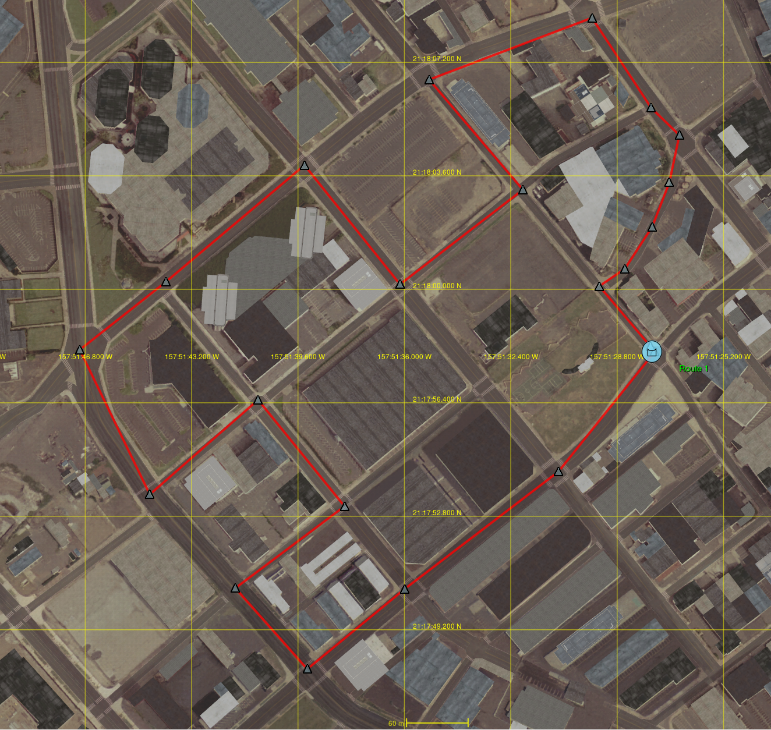 21:18:07.200 N
21:18:03.600 N
21:18:00.000 N
W
157:51:46.800 W
157:51:43.200 W
157:51:39.600 W
157:51:36.000 W
157:51:32.400 W
157:51:28.800 W
157:51:25.200 W
Route 1
21:17:56.400 N
21:17:52.800 N
21:17:49.200 N
60 m